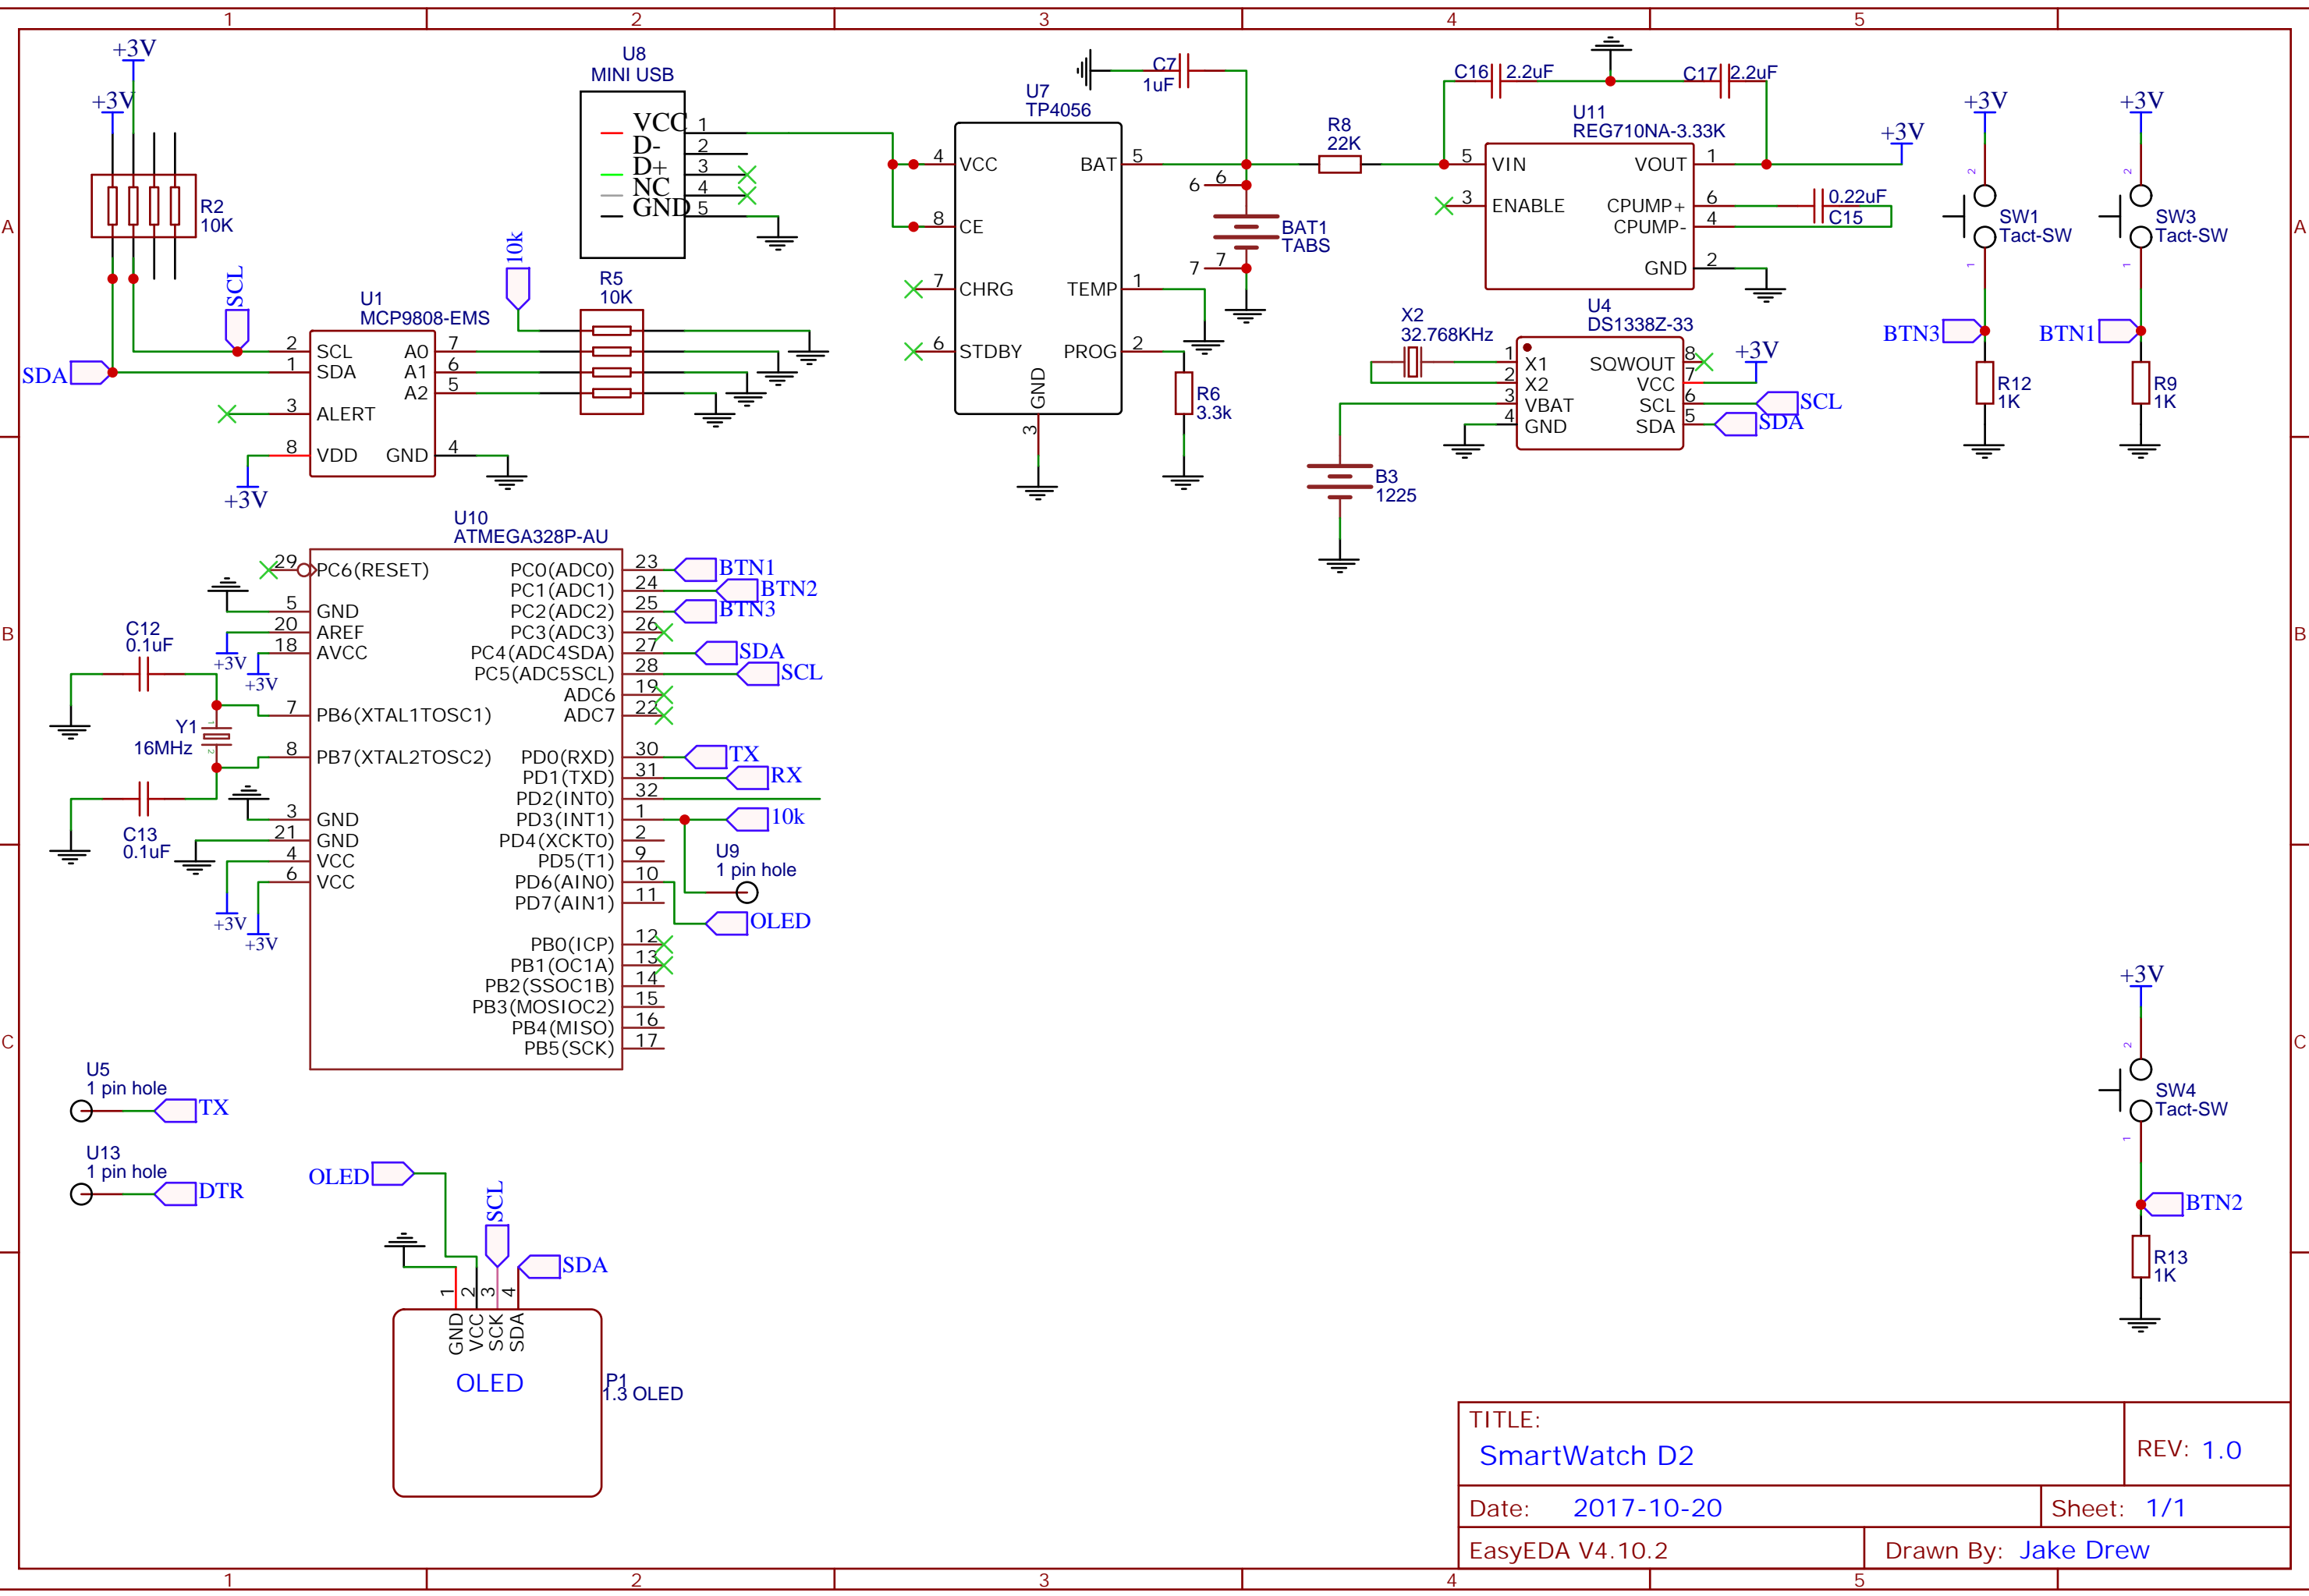 1 2 3 4 5
A
B
C
A
B
C
+3V
+3V
R2
10K
SCL
SDA
U1
MCP9808-EMS
2 SCL
1 SDA
3 ALERT
8 VDD
A0 7
A1 6
A2 5
GND 4
+3V
10k
R5
10K
U8
MINI USB
VCC 1
D- 2
D+ 3
NC 4
GND 5
U7
TP4056
4 VCC
8 CE
7 CHRG
6 STDBY
BAT 5
TEMP 1
PROG 2
GND
3
C7
1uF
6 6
7 7
BAT1
TABS
R6
3.3k
R8
22K
C16 2.2uF
C17 2.2uF
U11
REG710NA-3.33K
5 VIN
3 ENABLE
VOUT 1
CPUMP+ 6
CPUMP- 4
GND 2
+3V
0.22uF
C15
X2
32.768KHz
U4
DS1338Z-33
1 X1
2 X2
3 VBAT
4 GND
SQWOUT 8
VCC 7
SCL 6
SDA 5
+3V
SCL
SDA
B3
1225
+3V
2
SW1
Tact-SW
1
BTN3
R12
1K
+3V
2
SW3
Tact-SW
1
BTN1
R9
1K
U10
ATMEGA328P-AU
29 PC6(RESET)
5 GND
20 AREF
18 AVCC
+3V
+3V
7 PB6(XTAL1TOSC1)
8 PB7(XTAL2TOSC2)
3 GND
21 GND
4 VCC
6 VCC
+3V
+3V
C12
0.1uF
Y1
16MHz
1
2
C13
0.1uF
PC0(ADC0) 23 BTN1
PC1(ADC1) 24 BTN2
PC2(ADC2) 25 BTN3
PC3(ADC3) 26
PC4(ADC4SDA) 27 SDA
PC5(ADC5SCL) 28 SCL
ADC6 19
ADC7 22
PD0(RXD) 30 TX
PD1(TXD) 31 RX
PD2(INT0) 32
PD3(INT1) 1 10k
PD4(XCKT0) 2
PD5(T1) 9
PD6(AIN0) 10
PD7(AIN1) 11
U9
1 pin hole
OLED
PB0(ICP) 12
PB1(OC1A) 13
PB2(SSOC1B) 14
PB3(MOSIOC2) 15
PB4(MISO) 16
PB5(SCK) 17
U5
1 pin hole
TX
U13
1 pin hole
DTR
OLED
SCL
SDA
1 2 3 4
GND VCC SCK SDA
OLED
P1
1.3 OLED
+3V
2
SW4
Tact-SW
1
BTN2
R13
1K
TITLE:
SmartWatch D2
REV: 1.0
Date: 2017-10-20
Sheet: 1/1
EasyEDA V4.10.2
Drawn By: Jake Drew
1 2 3 4 5